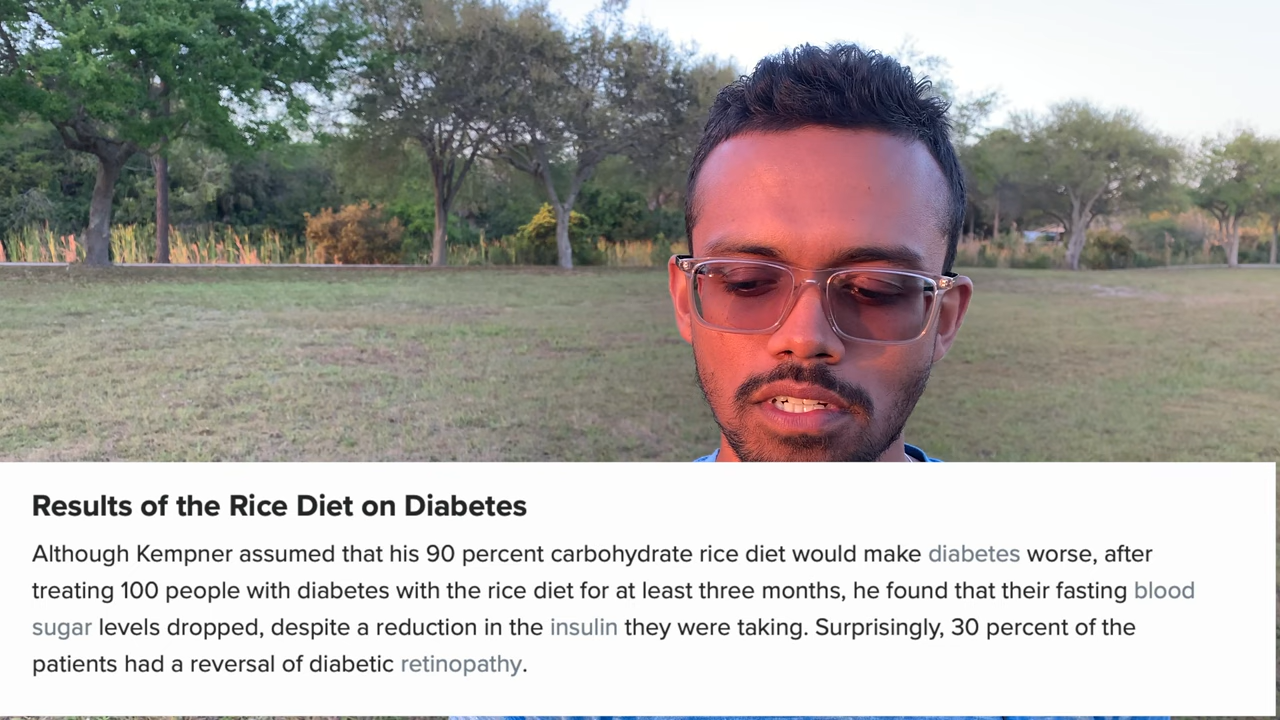 Results of the Rice Diet on Diabetes
Although Kempner assumed that his 90 percent carbohydrate rice diet would make diabetes worse, after
treating 100 people with diabetes with the rice diet for at least three months, he found that their fasting blood
sugar levels dropped, despite a reduction in the insulin they were taking. Surprisingly, 30 percent of the
patients had a reversal of diabetic retinopathy.